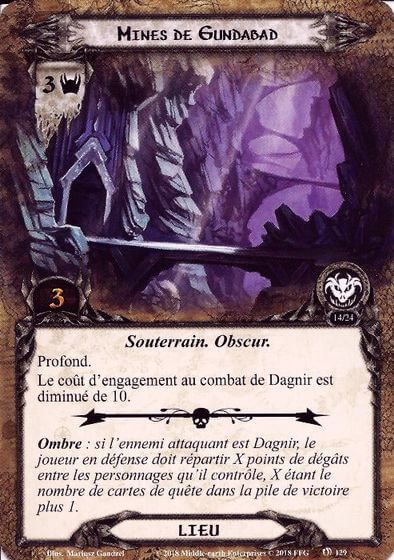 MINES DE GUNDABAD
3
3
14/24
Souterrain. Obscur.
Profond.
Le coût d'engagement au combat de Dagnir est
diminué de 10.
Ombre : si l'ennemi attaquant est Dagnir, le
joueur en défense doit répartir X points de dégâts
entre les personnages qu'il contrôle, X étant le
nombre de cartes de quête dans la pile de victoire
plus 1.
LIEU
Illus. Mariusz Gandzel © 2018 Middle-earth Enterprises © 2018 FFG 129